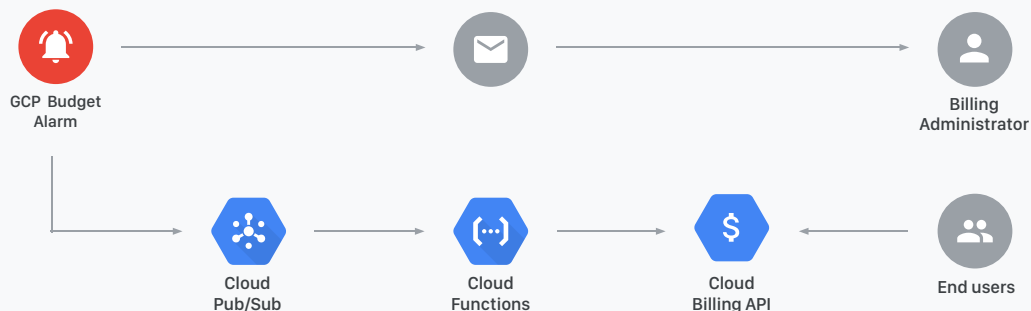 GCP Budget
Alarm
Billing
Administrator
Cloud
Pub/Sub
Cloud
Functions
$
Cloud
Billing API
End users